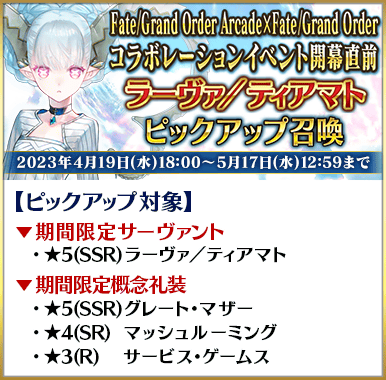 Fate/Grand Order Arcade×Fate/Grand Order
コラボレーションイベント開幕直前
ラーヴァ／ティアマト
ピックアップ召喚
2023年4月19日(水)18:00～5月17日(水)12:59まで
【ピックアップ対象】
▼期間限定サーヴァント
・★5(SSR)ラーヴァ／ティアマト
▼期間限定概念礼装
・★5(SSR)グレート・マザー
・★4(SR) マッシュルーミング
・★3(R) サービス・ゲームス